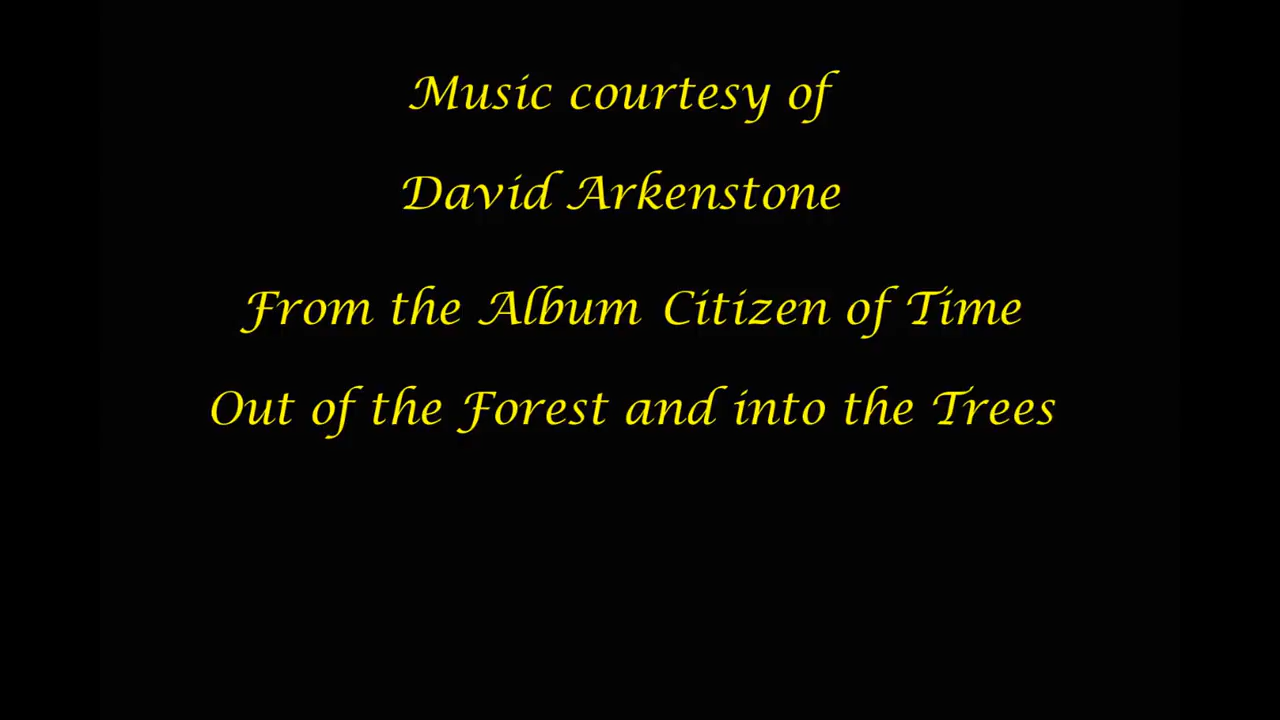 Music courtesy of
David Arkenstone
From the Album Citizen of Time
Out of the Forest and into the Trees